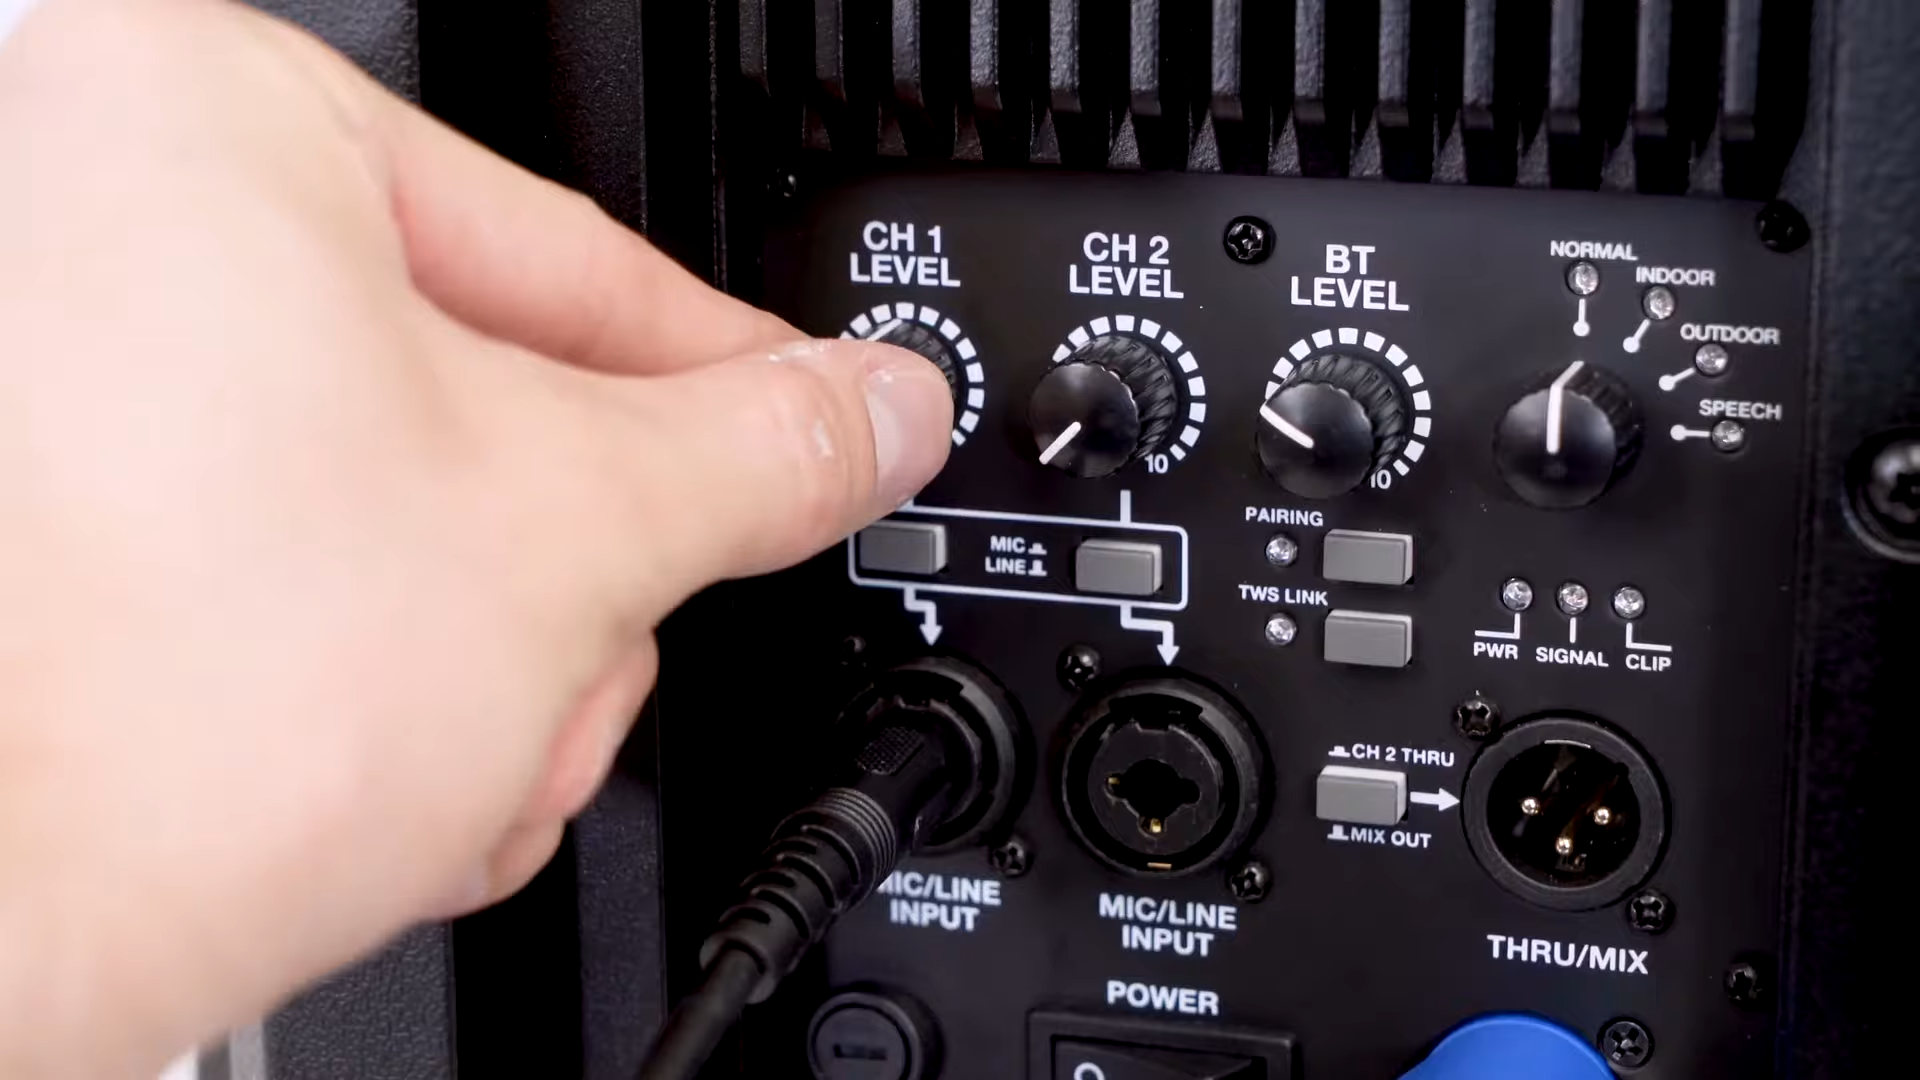 CH 1
LEVEL
CH 2
LEVEL
BT
LEVEL
NORMAL
INDOOR
OUTDOOR
SPEECH
10
10
PAIRING
MIC
LINE
TWS LINK
PWR
SIGNAL
CLIP
CH 2 THRU
MIX OUT
MIC/LINE
INPUT
MIC/LINE
INPUT
THRU/MIX
POWER